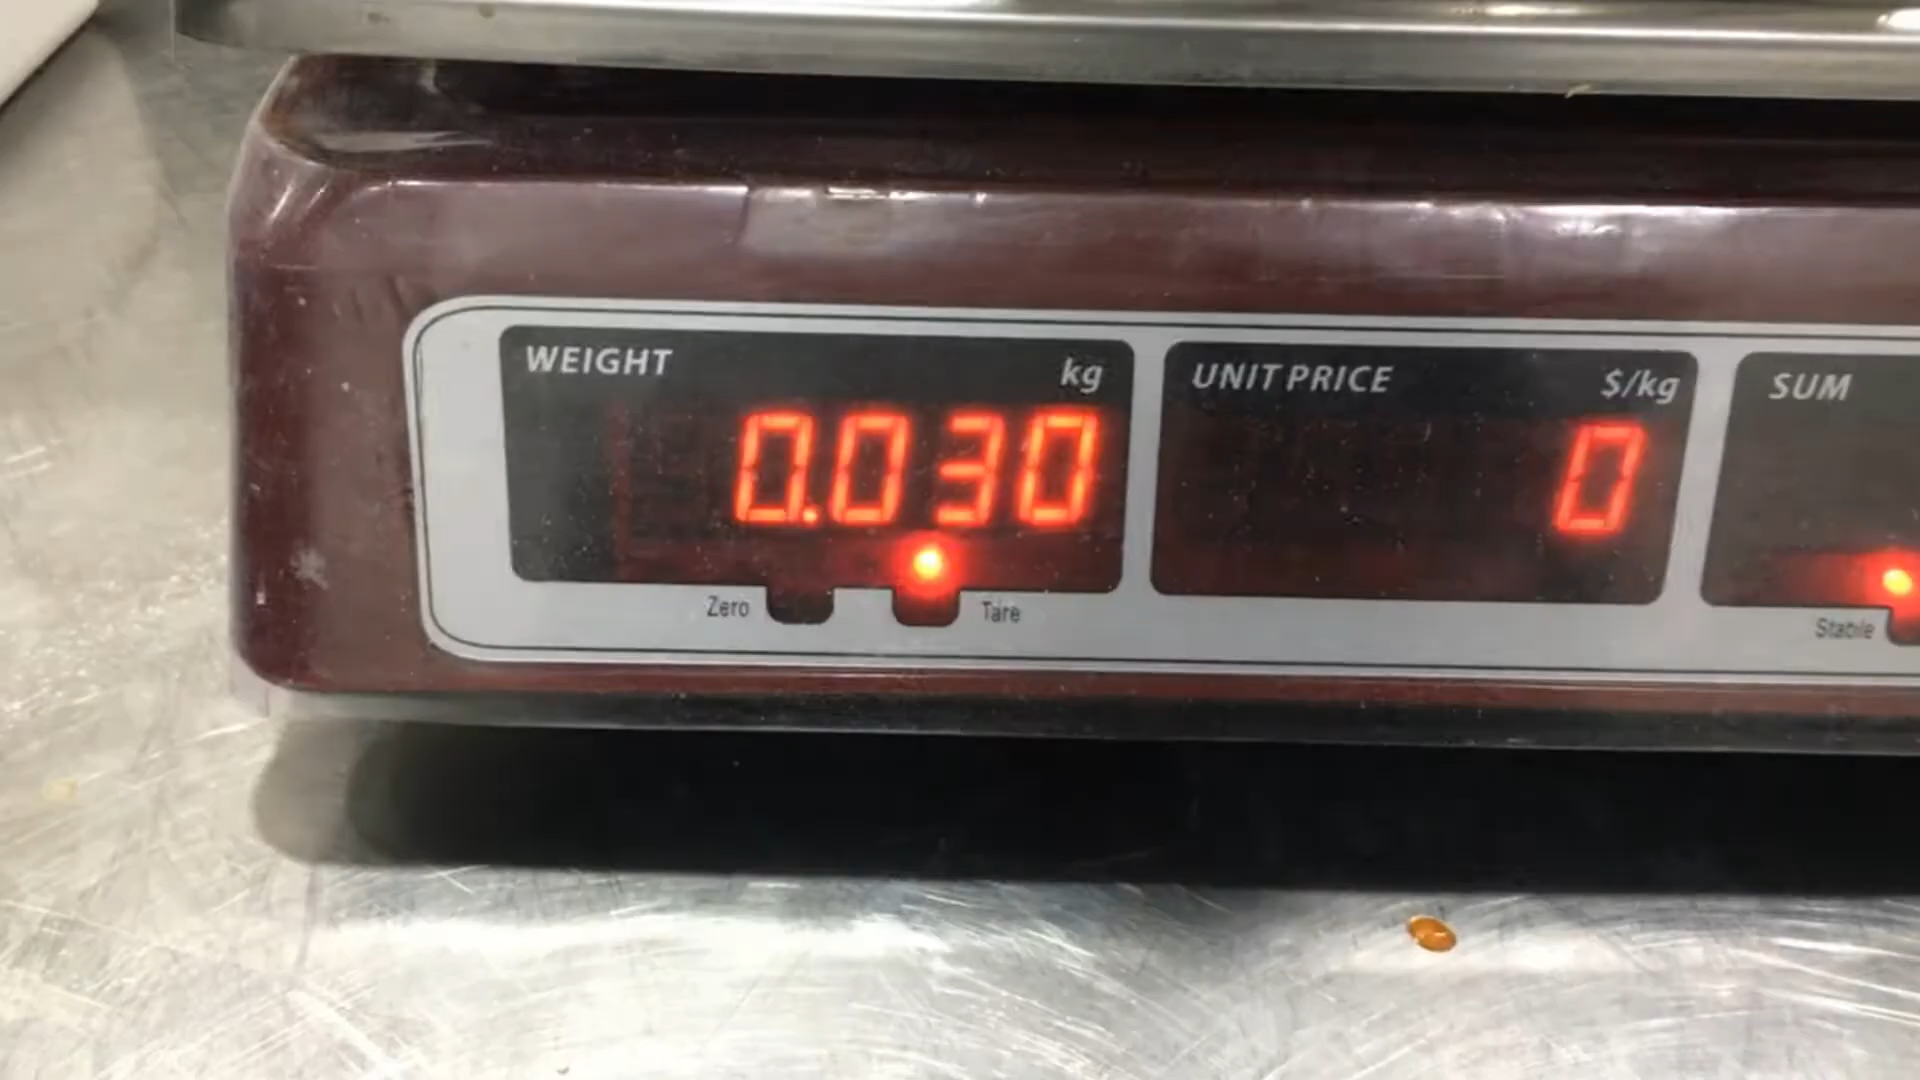 WEIGHT kg
0.030
Zero Tare
UNIT PRICE $/kg
0
SUM
Stable